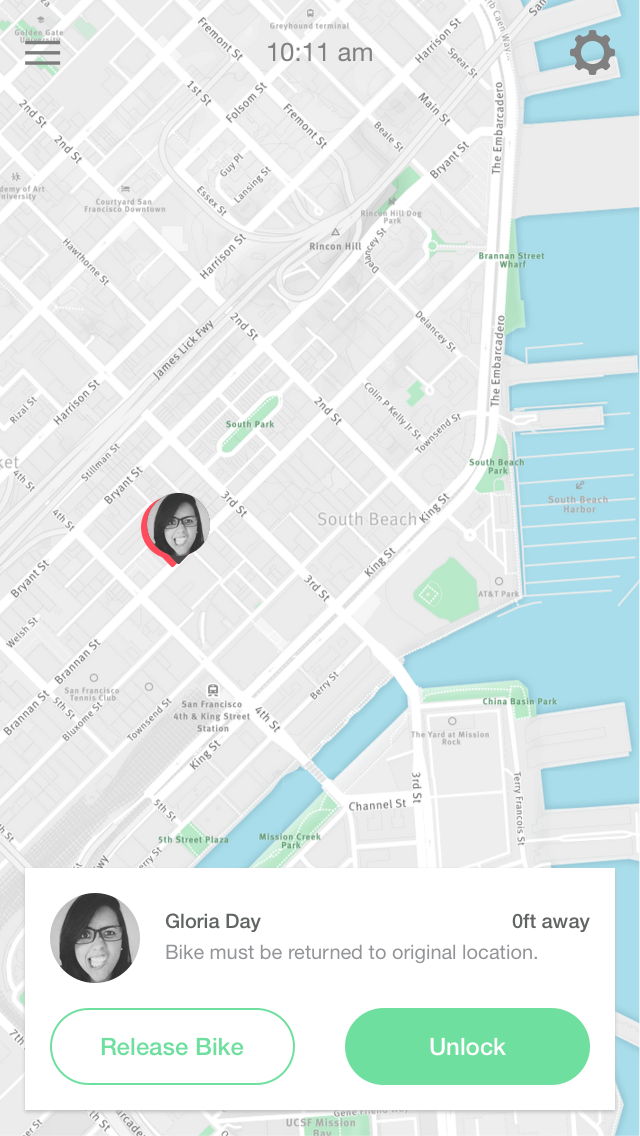 Greyhound terminal
Golden Gate
University
10:11 am
Fremont St
Harrison St
Spear St
1st St
Folsom St
Main St
The Embarcadero
2nd St
2nd St
Fremont St
Beale St
Bryant St
Guy Pl
Lansing St
Essex St
Courtyard San
Francisco Downtown
Rincon Hill Dog
Park
Harrison St
Rincon Hill
Delancey St
Brannan Street
Wharf
Hawthorne St
2nd St
James Lick Fwy
Delancey St
The Embarcadero
Rizal St
Harrison St
South Park
2nd St
Colin P Kelly Jr St
Townsend St
Stillman St
4th St
Bryant St
South Beach
Park
South Beach
Harbor
4th St
3rd St
South Beach
King St
King St
Bryant St
3rd St
AT&T Park
Welsh St
Brannan St
San Francisco
Tennis Club
Brannan St
5th St
Bluxome St
Townsend St
San Francisco
4th & King Street
Station
Berry St
China Basin Park
King St
4th St
The Yard at Mission
Rock
3rd St
Terry Francois St
5th St
Channel St
5th Street Plaza
Mission Creek
Park
Gloria Day
0ft away
Bike must be returned to original location.
Release Bike
Unlock
UCSF Mission